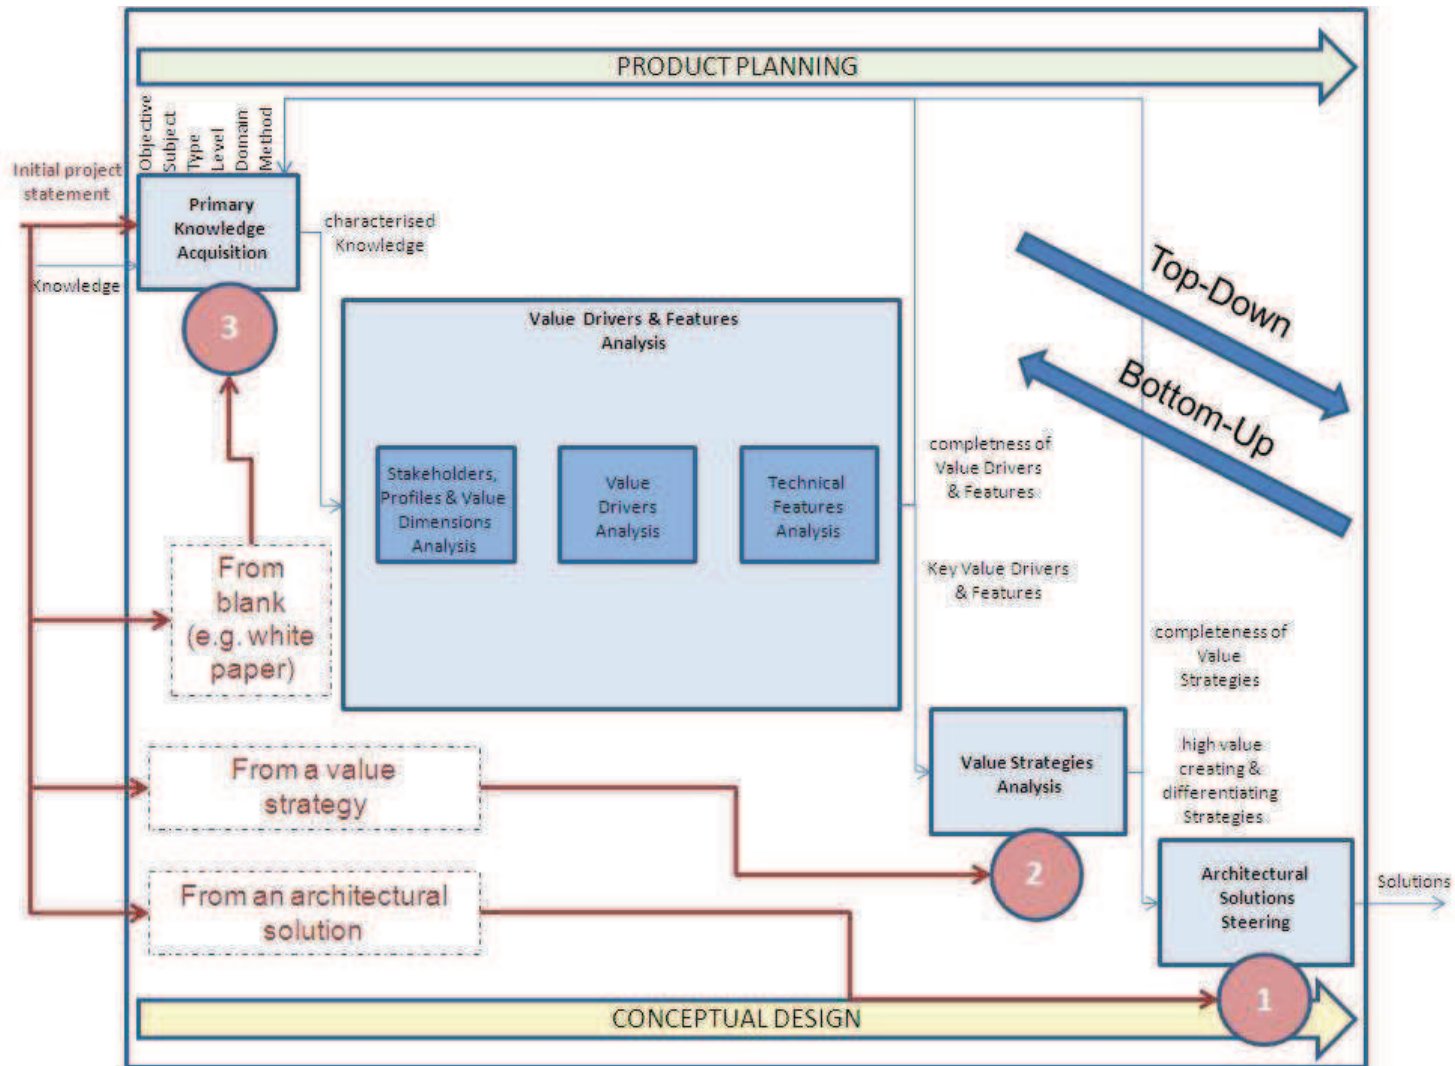 PRODUCT PLANNING
Objective
Subject
Type
Level
Domain
Method
Initial project
statement
Primary
Knowledge
Acquisition
characterised
Knowledge
Knowledge
3
Value Drivers & Features
Analysis
Top-Down
Bottom-Up
Stakeholders,
Profiles & Value
Dimensions
Analysis
Value
Drivers
Analysis
Technical
Features
Analysis
completness of
Value Drivers
& Features
Key Value Drivers
& Features
From
blank
(e.g. white
paper)
completeness of
Value
Strategies
high value
creating &
differentiating
Strategies
From a value
strategy
Value Strategies
Analysis
2
From an architectural
solution
Architectural
Solutions
Steering
Solutions
1
CONCEPTUAL DESIGN